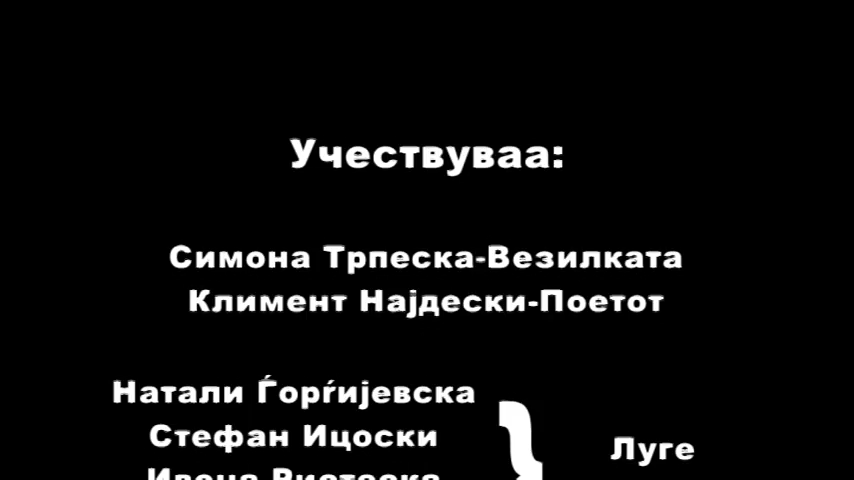 Учествуваа:
Симона Трпеска-Везилката
Климент Најдески-Поетот
Натали Ѓорѓијевска
Стефан Ицоски
Луге